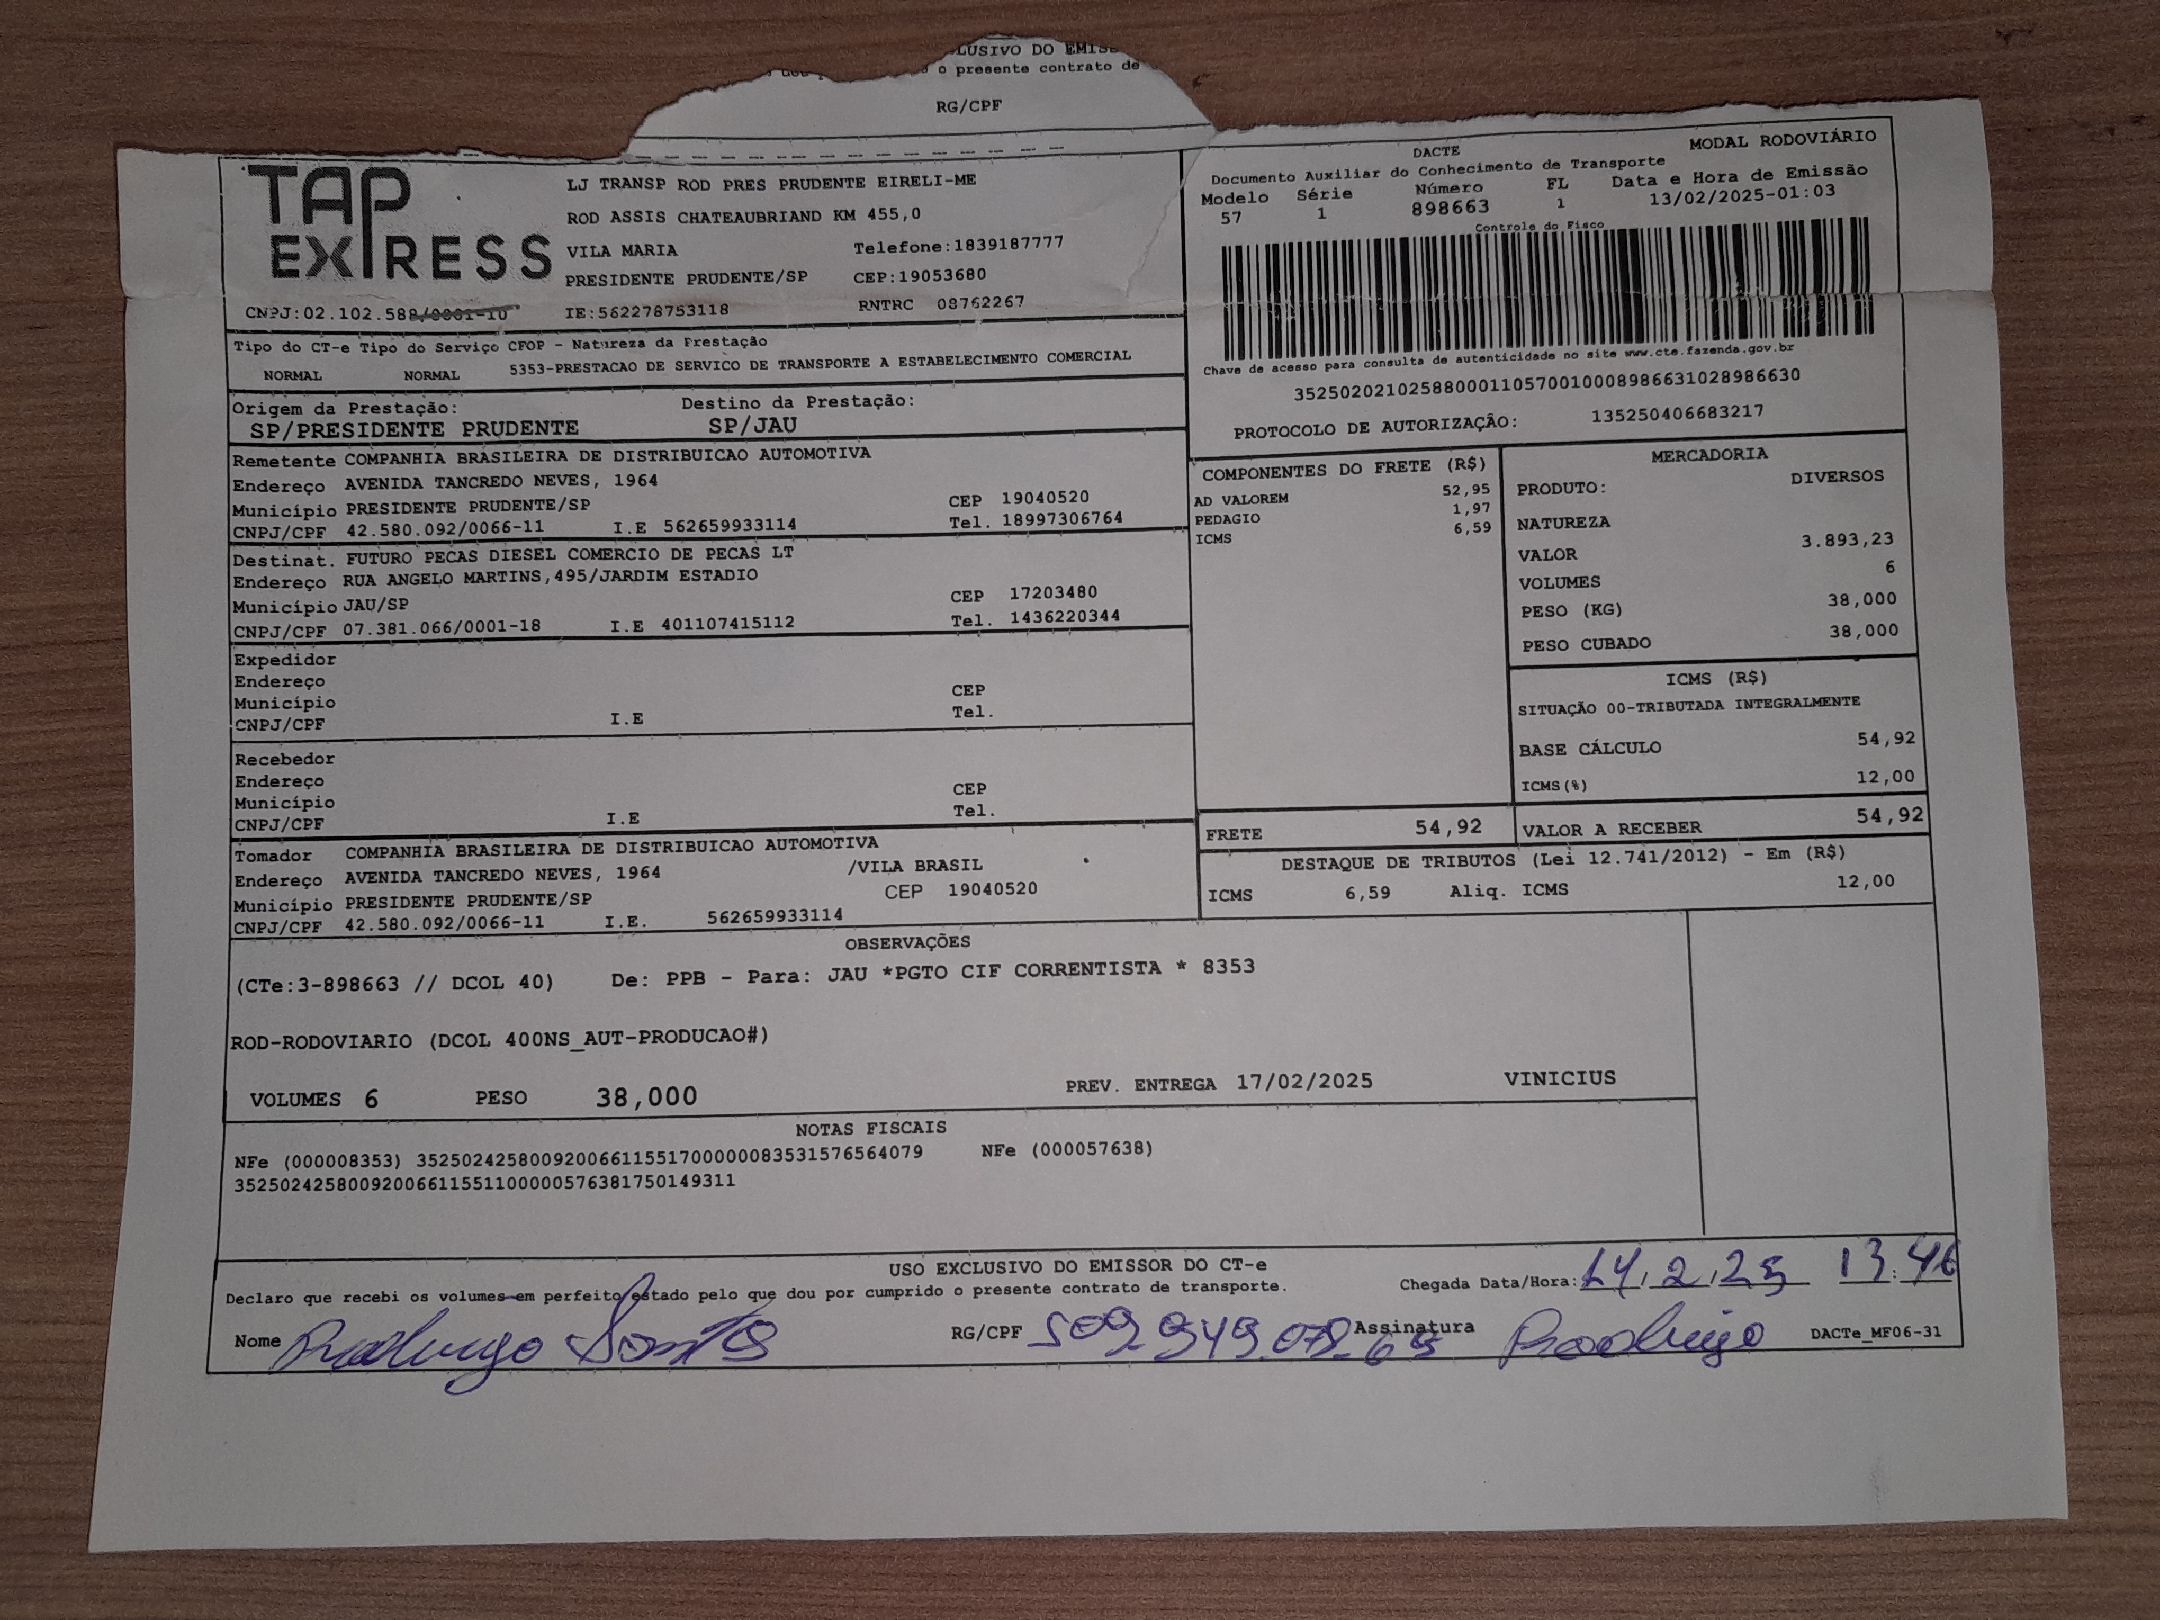 LUSIVO DO EMISS
o presente contrato de
RG/CPF
TAP
EXPRESS
LJ TRANSP ROD PRES PRUDENTE EIRELI-ME
ROD ASSIS CHATEAUBRIAND KM 455,0
VILA MARIA Telefone:1839187777
PRESIDENTE PRUDENTE/SP CEP:19053680
CNPJ:02.102.588/0001-10 IE:562278753118 RNTRC 08762267
DACTE MODAL RODOVIÁRIO
Documento Auxiliar do Conhecimento de Transporte
Modelo Série Número FL Data e Hora de Emissão
57 1 898663 1 13/02/2025-01:03
Controle do Fisco
Chave de acesso para consulta de autenticidade no site www.cte.fazenda.gov.br
35250202102588000110570010008986631028986630
PROTOCOLO DE AUTORIZAÇÃO: 135250406683217
Tipo do CT-e Tipo do Serviço CFOP - Natureza da Prestação
NORMAL NORMAL 5353-PRESTACAO DE SERVICO DE TRANSPORTE A ESTABELECIMENTO COMERCIAL
Origem da Prestação: Destino da Prestação:
SP/PRESIDENTE PRUDENTE SP/JAU
Remetente COMPANHIA BRASILEIRA DE DISTRIBUICAO AUTOMOTIVA
Endereço AVENIDA TANCREDO NEVES, 1964
Município PRESIDENTE PRUDENTE/SP CEP 19040520
CNPJ/CPF 42.580.092/0066-11 I.E 562659933114 Tel. 18997306764
Destinat. FUTURO PECAS DIESEL COMERCIO DE PECAS LT
Endereço RUA ANGELO MARTINS,495/JARDIM ESTADIO
Município JAU/SP CEP 17203480
CNPJ/CPF 07.381.066/0001-18 I.E 401107415112 Tel. 1436220344
Expedidor
Endereço
Município CEP
CNPJ/CPF I.E Tel.
Recebedor
Endereço
Município CEP
CNPJ/CPF I.E Tel.
Tomador COMPANHIA BRASILEIRA DE DISTRIBUICAO AUTOMOTIVA
Endereço AVENIDA TANCREDO NEVES, 1964 /VILA BRASIL
Município PRESIDENTE PRUDENTE/SP CEP 19040520
CNPJ/CPF 42.580.092/0066-11 I.E. 562659933114
COMPONENTES DO FRETE (R$)
AD VALOREM 52,95
PEDAGIO 1,97
ICMS 6,59
MERCADORIA
PRODUTO: DIVERSOS
NATUREZA
VALOR 3.893,23
VOLUMES 6
PESO (KG) 38,000
PESO CUBADO 38,000
ICMS (R$)
SITUAÇÃO 00-TRIBUTADA INTEGRALMENTE
BASE CÁLCULO 54,92
ICMS(%) 12,00
FRETE 54,92 VALOR A RECEBER 54,92
DESTAQUE DE TRIBUTOS (Lei 12.741/2012) - Em (R$)
ICMS 6,59 Aliq. ICMS 12,00
OBSERVAÇÕES
(CTe:3-898663 // DCOL 40) De: PPB - Para: JAU *PGTO CIF CORRENTISTA * 8353
ROD-RODOVIARIO (DCOL 400NS_AUT-PRODUCAO#)
VOLUMES 6 PESO 38,000 PREV. ENTREGA 17/02/2025 VINICIUS
NOTAS FISCAIS
NFe (000008353) 35250242580092006611551700000083531576564079 NFe (000057638)
35250242580092006611551100000576381750149311
USO EXCLUSIVO DO EMISSOR DO CT-e
Declaro que recebi os volumes em perfeito estado pelo que dou por cumprido o presente contrato de transporte. Chegada Data/Hora: 14.2.25 13:46
Nome Rodrigo Santos RG/CPF 509 949 078 Assinatura Rodrigo DACTe_MF06-31